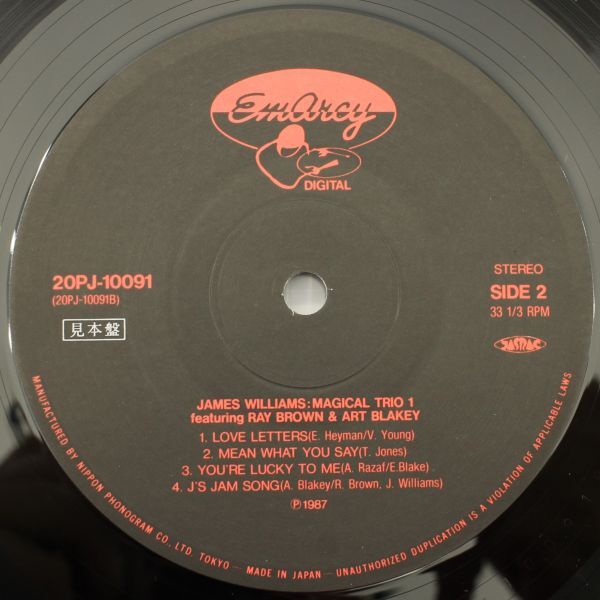 EmArcy
DIGITAL
20PJ-10091
(20PJ-10091B)
見本盤
STEREO
SIDE 2
33 1/3 RPM
JASRAC
JAMES WILLIAMS:MAGICAL TRIO 1
featuring RAY BROWN & ART BLAKEY
1. LOVE LETTERS(E. Heyman/V. Young)
2. MEAN WHAT YOU SAY(T. Jones)
3. YOU'RE LUCKY TO ME(A. Razaf/E.Blake)
4. J'S JAM SONG(A. Blakey/R. Brown, J. Williams)
Ⓟ1987
MANUFACTURED BY NIPPON PHONOGRAM CO., LTD. TOKYO — MADE IN JAPAN — UNAUTHORIZED DUPLICATION IS A VIOLATION OF APPLICABLE LAWS